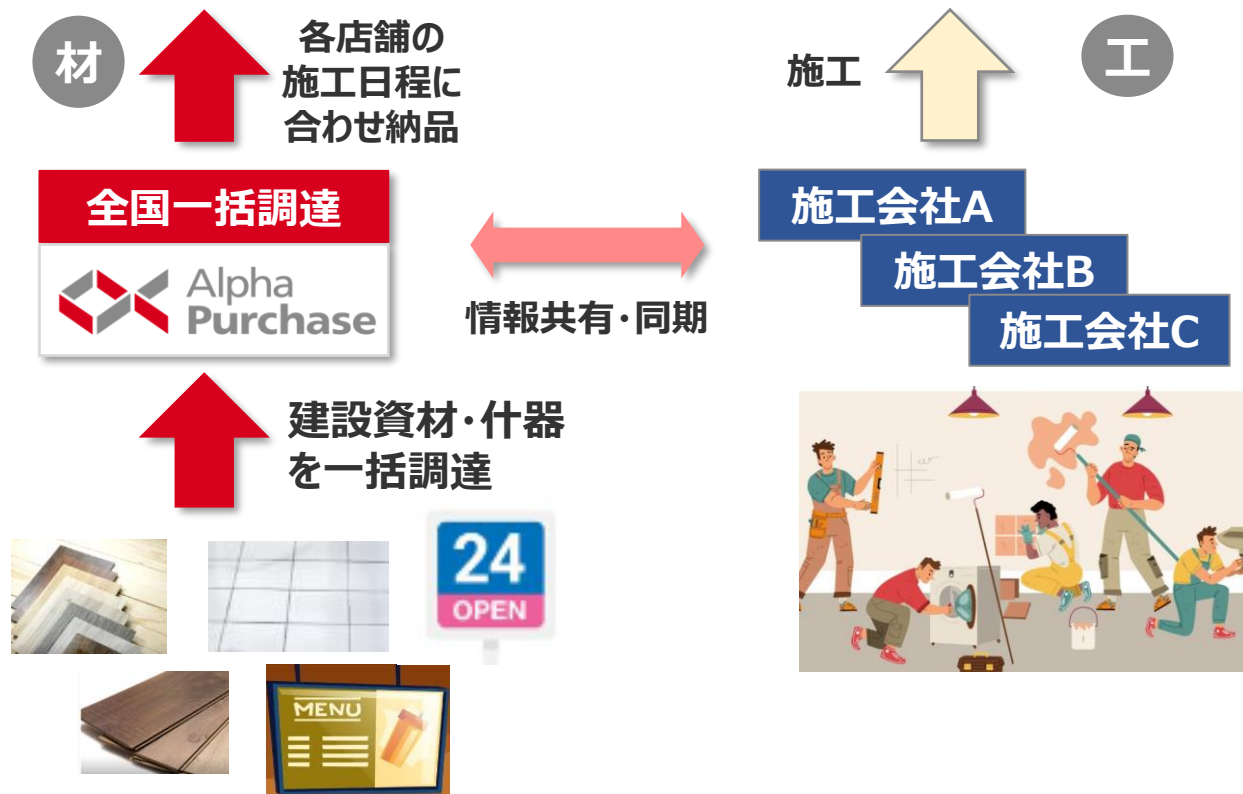 材
各店舗の
施工日程に
合わせ納品
施工
工
全国一括調達
Alpha
Purchase
情報共有・同期
施工会社A
施工会社B
施工会社C
建設資材・什器
を一括調達
24
OPEN
MENU